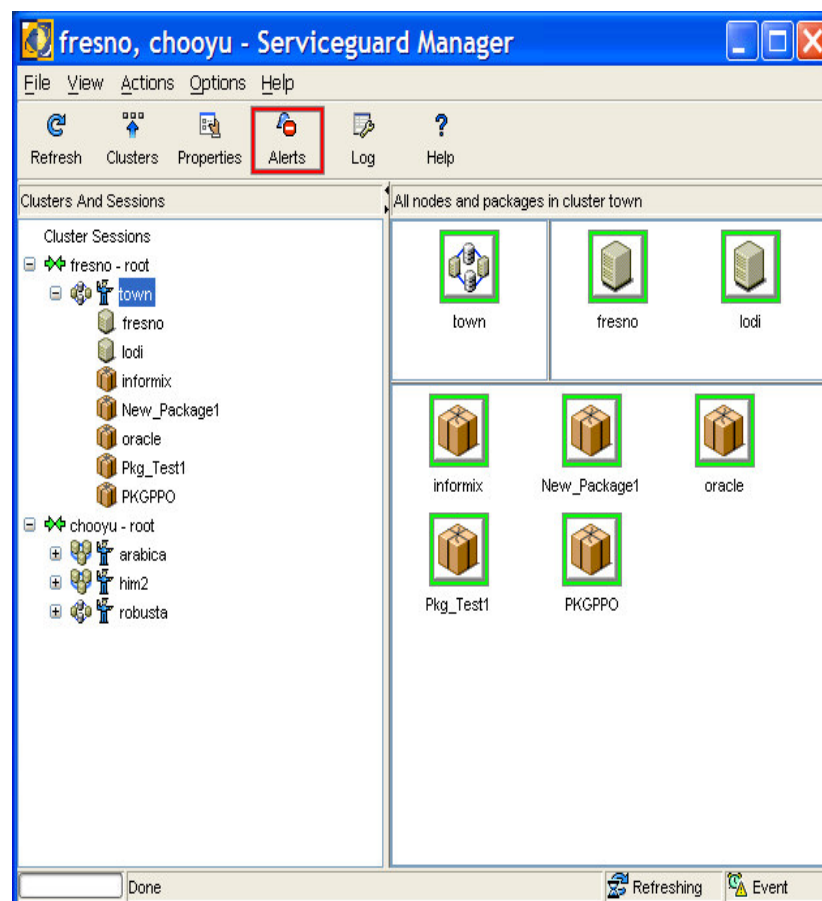 fresno, chooyu - Serviceguard Manager
File View Actions Options Help
Refresh Clusters Properties Alerts Log Help
Clusters And Sessions
All nodes and packages in cluster town
Cluster Sessions
fresno - root
town
fresno
lodi
informix
New_Package1
oracle
Pkg_Test1
PKGPPO
chooyu - root
arabica
him2
robusta
town fresno lodi
informix New_Package1 oracle
Pkg_Test1 PKGPPO
Done Refreshing Event